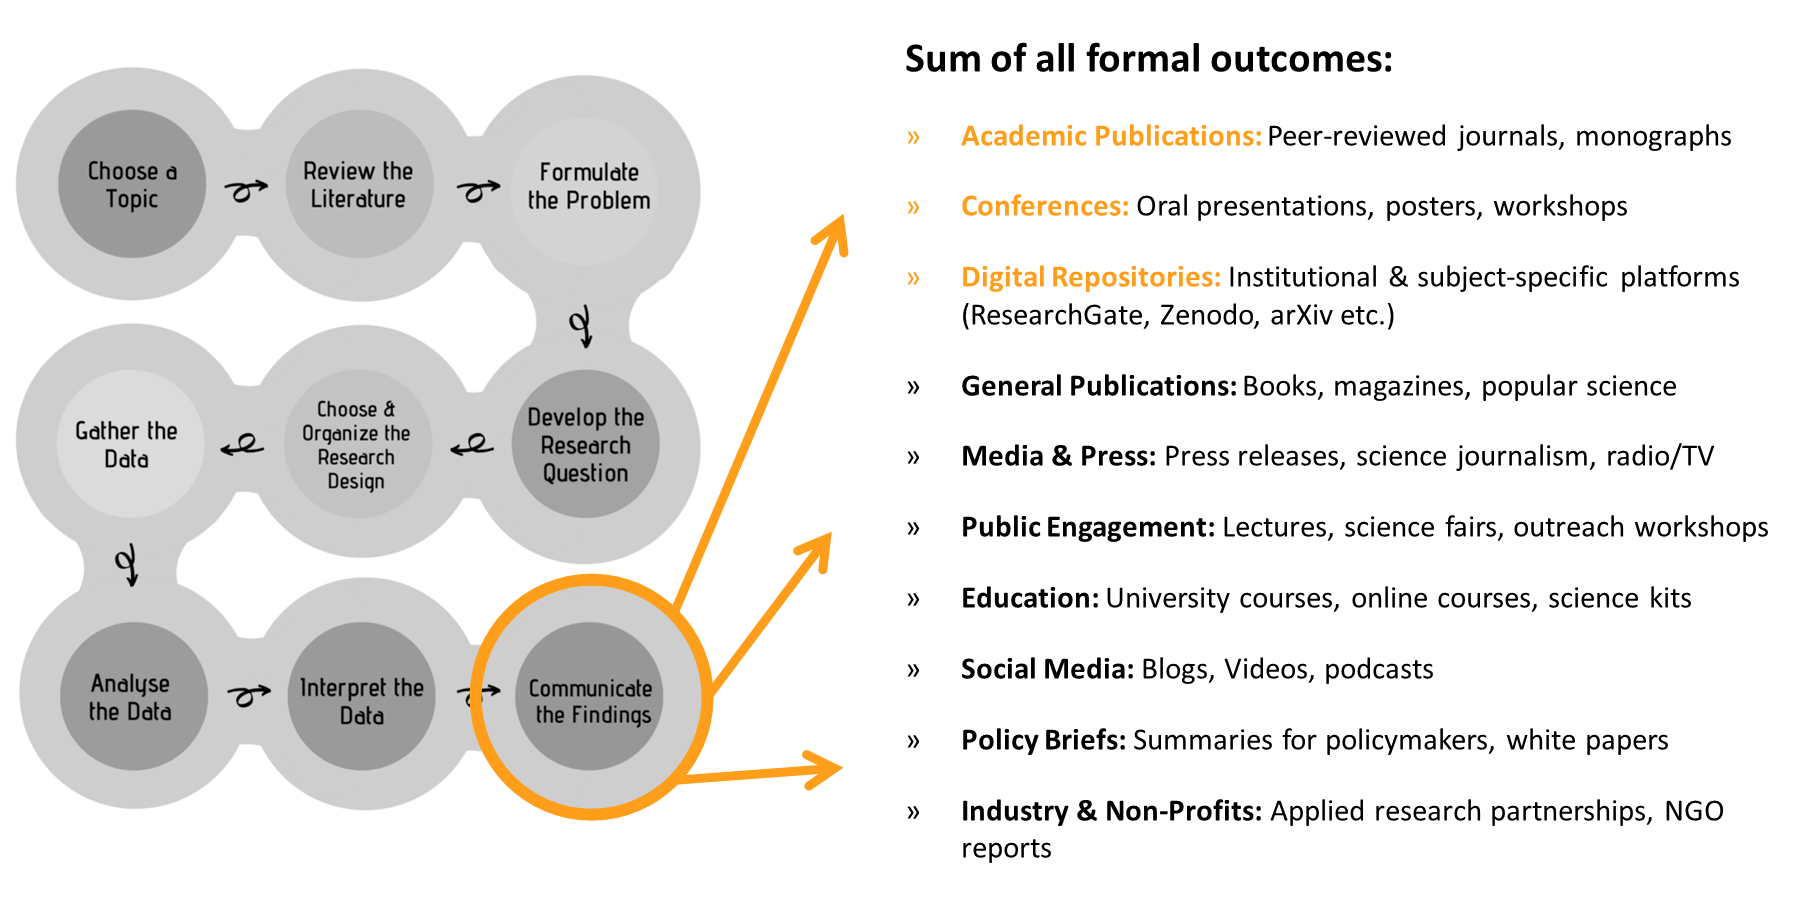 Sum of all formal outcomes:
Choose a
Topic
Review the
Literature
Formulate
the Problem
Develop the
Research
Question
Choose &
Organize the
Research
Design
Gather the
Data
Analyse
the Data
Interpret the
Data
Communicate
the Findings
» Academic Publications: Peer-reviewed journals, monographs
» Conferences: Oral presentations, posters, workshops
» Digital Repositories: Institutional & subject-specific platforms
(ResearchGate, Zenodo, arXiv etc.)
» General Publications: Books, magazines, popular science
» Media & Press: Press releases, science journalism, radio/TV
» Public Engagement: Lectures, science fairs, outreach workshops
» Education: University courses, online courses, science kits
» Social Media: Blogs, Videos, podcasts
» Policy Briefs: Summaries for policymakers, white papers
» Industry & Non-Profits: Applied research partnerships, NGO
reports